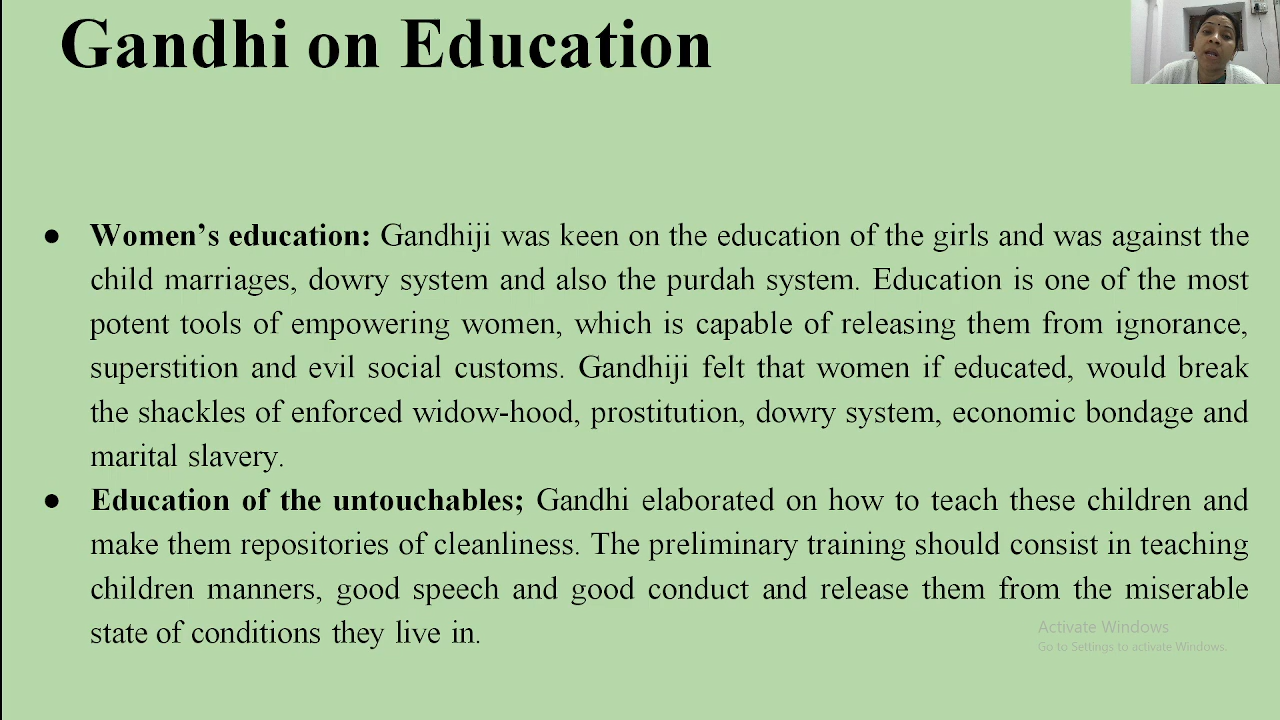 Gandhi on Education
● Women’s education: Gandhiji was keen on the education of the girls and was against the
child marriages, dowry system and also the purdah system. Education is one of the most
potent tools of empowering women, which is capable of releasing them from ignorance,
superstition and evil social customs. Gandhiji felt that women if educated, would break
the shackles of enforced widow-hood, prostitution, dowry system, economic bondage and
marital slavery.
● Education of the untouchables; Gandhi elaborated on how to teach these children and
make them repositories of cleanliness. The preliminary training should consist in teaching
children manners, good speech and good conduct and release them from the miserable
state of conditions they live in.
Activate Windows
Go to Settings to activate Windows.